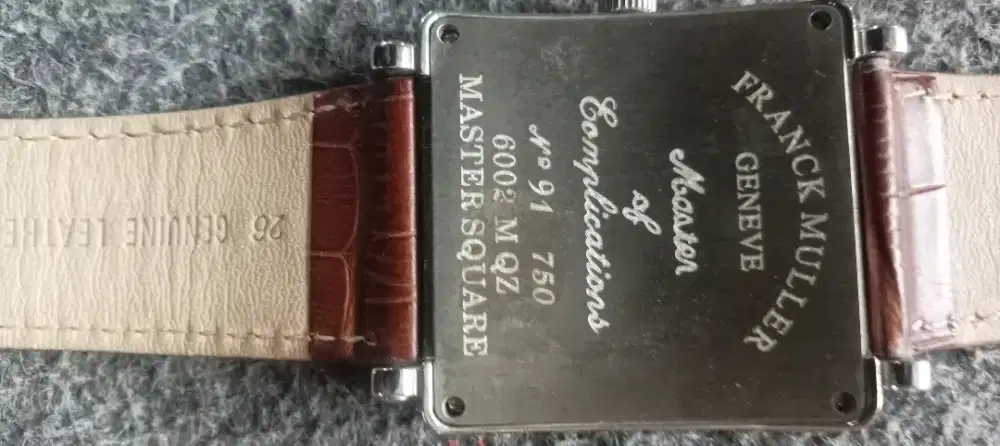 FRANCK MULLER
GENEVE
Master
of
Complications
Nº 91 750
6002 M QZ
MASTER SQUARE
26 GENUINE LEATHE